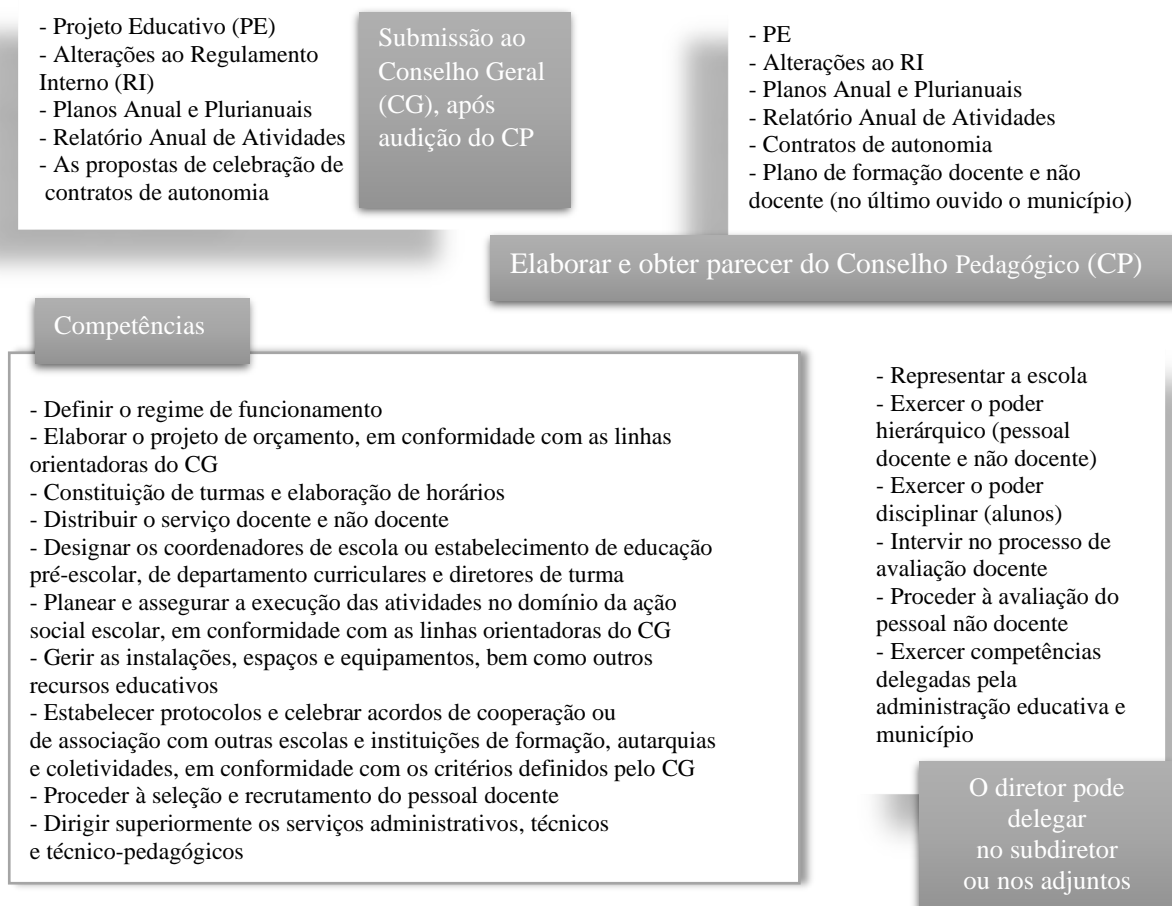 - Projeto Educativo (PE)
- Alterações ao Regulamento
Interno (RI)
- Planos Anual e Plurianuais
- Relatório Anual de Atividades
- As propostas de celebração de
contratos de autonomia
Submissão ao
Conselho Geral
(CG), após
audição do CP
- PE
- Alterações ao RI
- Planos Anual e Plurianuais
- Relatório Anual de Atividades
- Contratos de autonomia
- Plano de formação docente e não
docente (no último ouvido o município)
Elaborar e obter parecer do Conselho Pedagógico (CP)
Competências
- Definir o regime de funcionamento
- Elaborar o projeto de orçamento, em conformidade com as linhas
orientadoras do CG
- Constituição de turmas e elaboração de horários
- Distribuir o serviço docente e não docente
- Designar os coordenadores de escola ou estabelecimento de educação
pré-escolar, de departamento curriculares e diretores de turma
- Planear e assegurar a execução das atividades no domínio da ação
social escolar, em conformidade com as linhas orientadoras do CG
- Gerir as instalações, espaços e equipamentos, bem como outros
recursos educativos
- Estabelecer protocolos e celebrar acordos de cooperação ou
de associação com outras escolas e instituições de formação, autarquias
e coletividades, em conformidade com os critérios definidos pelo CG
- Proceder à seleção e recrutamento do pessoal docente
- Dirigir superiormente os serviços administrativos, técnicos
e técnico-pedagógicos
- Representar a escola
- Exercer o poder
hierárquico (pessoal
docente e não docente)
- Exercer o poder
disciplinar (alunos)
- Intervir no processo de
avaliação docente
- Proceder à avaliação do
pessoal não docente
- Exercer competências
delegadas pela
administração educativa e
município
O diretor pode
delegar
no subdiretor
ou nos adjuntos